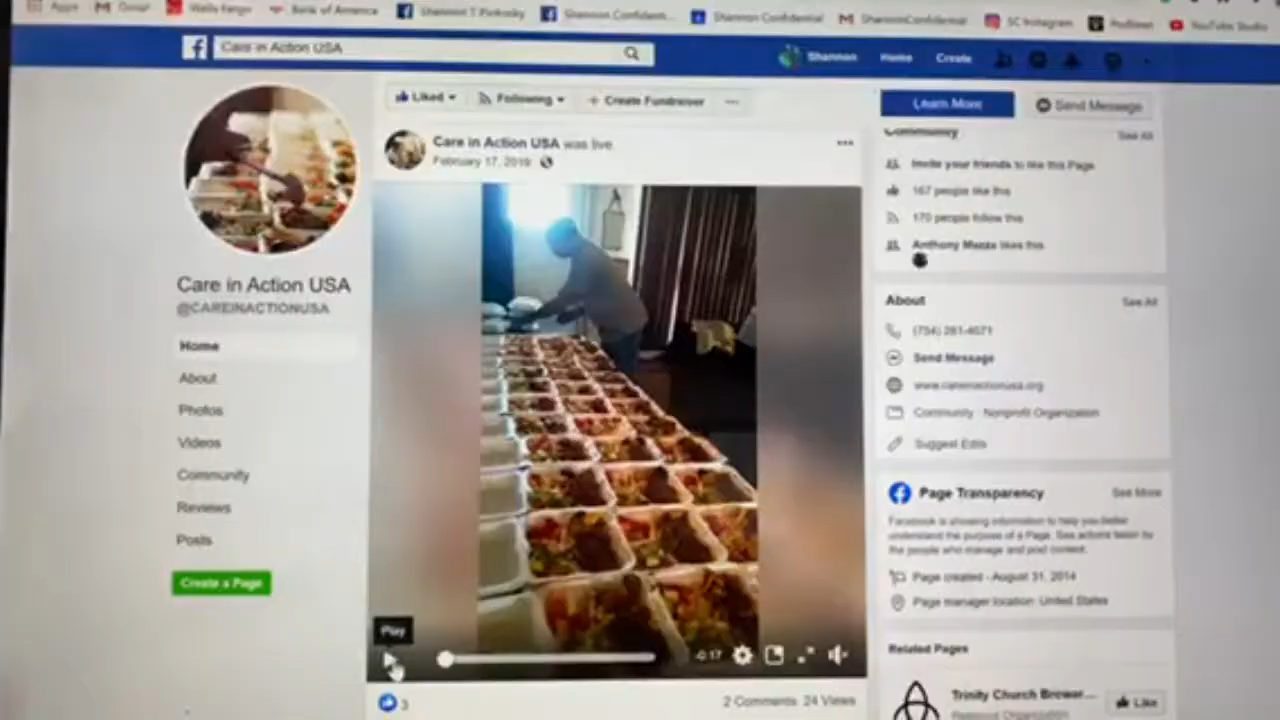 Apps
Gmail
Wells Fargo
Bank of America
Shannon T Pinkosky
Shannon Confidenti...
Shannon Confidential
ShannonConfidential
SC Instagram
YouTube Studio
Care in Action USA
Shannon
Home
Create
Liked
Following
Create Fundraiser
Learn More
Send Message
Care in Action USA was live.
February 17, 2019
Community
See All
Invite your friends to like this Page
167 people like this
170 people follow this
Anthony Mazza likes this
Care in Action USA
@CAREINACTIONUSA
Home
About
Photos
Videos
Community
Reviews
Posts
Create a Page
About
See All
(754) 281-4071
Send Message
www.careinactionusa.org
Community · Nonprofit Organization
Suggest Edits
Page Transparency
See More
Facebook is showing information to help you better
understand the purpose of a Page. See actions taken by
the people who manage and post content.
Page created - August 31, 2014
Page manager location: United States
Related Pages
Trinity Church Browar...
Religious Organization
Like
Play
-0:17
3
2 Comments 24 Views